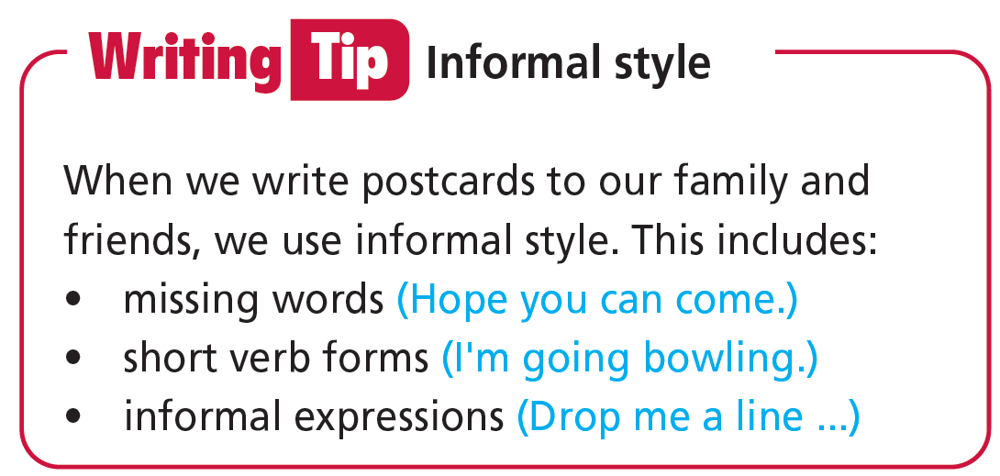 Writing Tip Informal style
When we write postcards to our family and
friends, we use informal style. This includes:
• missing words (Hope you can come.)
• short verb forms (I'm going bowling.)
• informal expressions (Drop me a line ...)